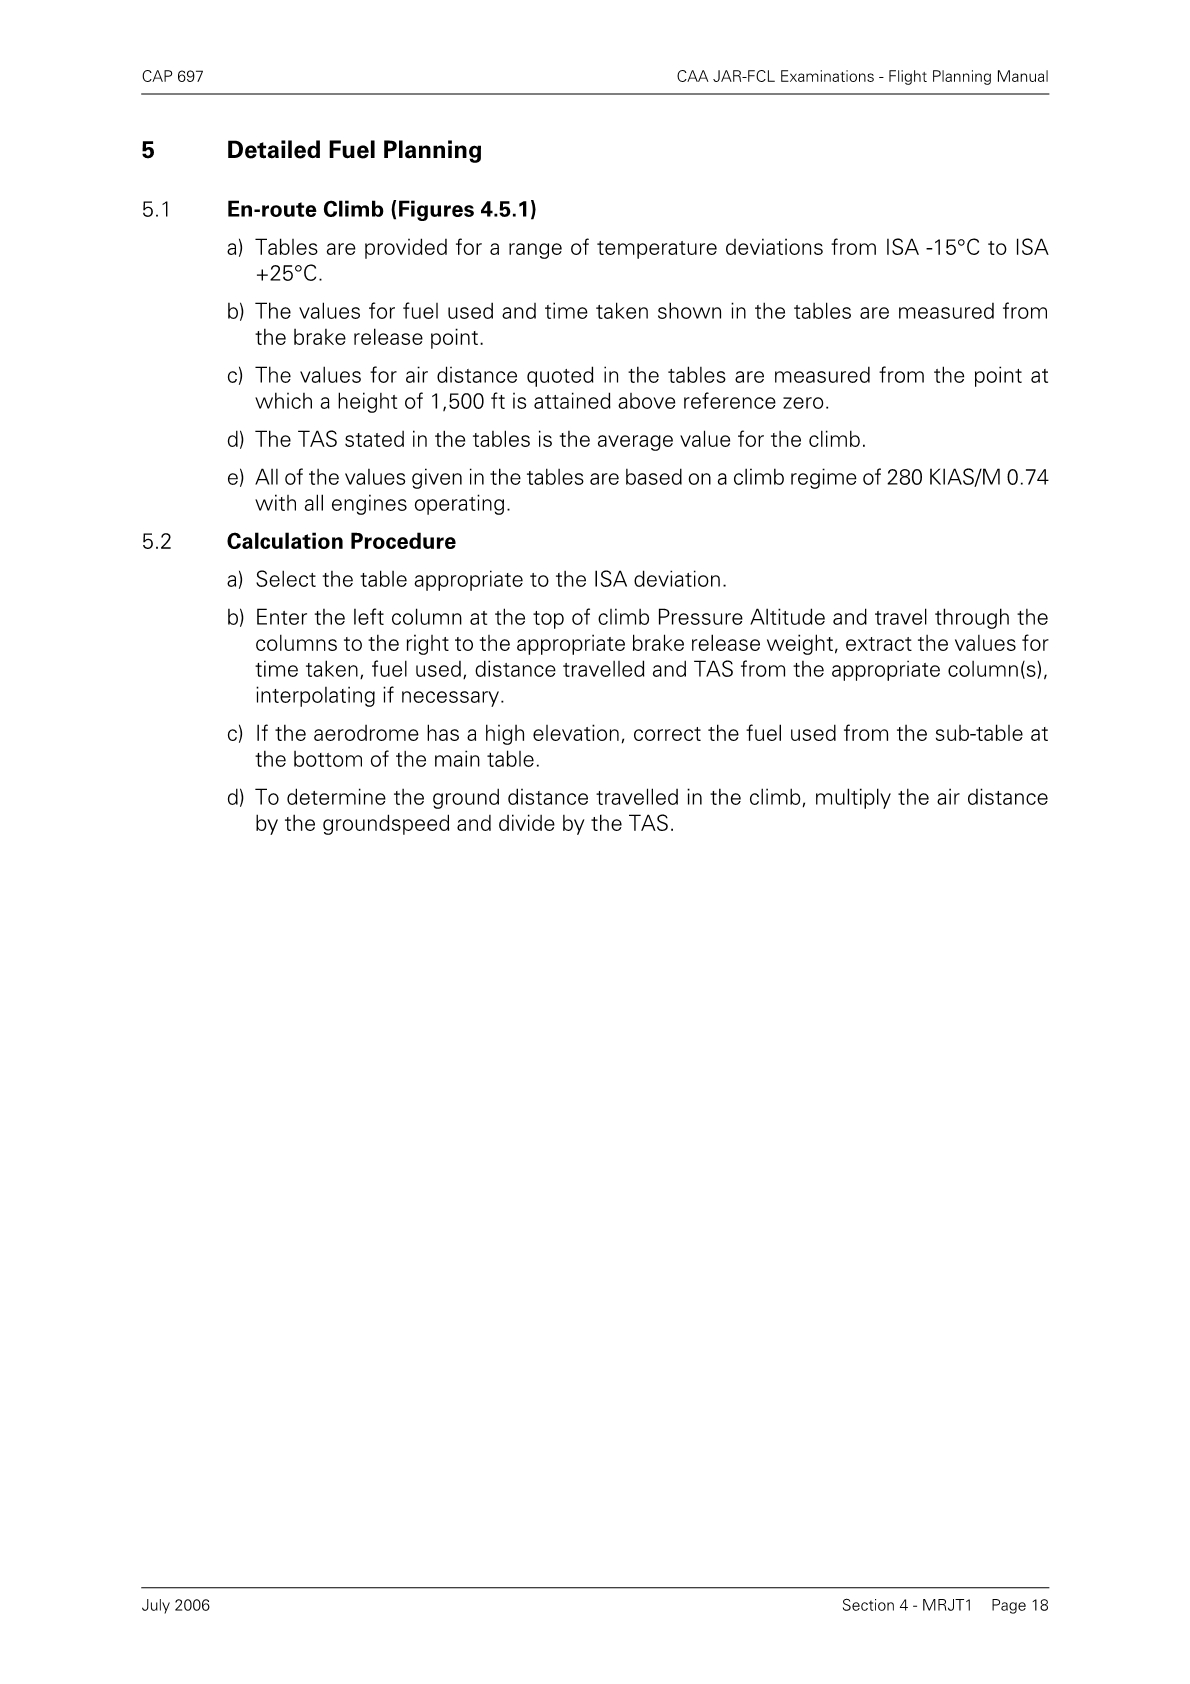 CAP 697 CAA JAR-FCL Examinations - Flight Planning Manual
5 Detailed Fuel Planning
5.1 En-route Climb (Figures 4.5.1)
a) Tables are provided for a range of temperature deviations from ISA -15°C to ISA
+25°C.
b) The values for fuel used and time taken shown in the tables are measured from
the brake release point.
c) The values for air distance quoted in the tables are measured from the point at
which a height of 1,500 ft is attained above reference zero.
d) The TAS stated in the tables is the average value for the climb.
e) All of the values given in the tables are based on a climb regime of 280 KIAS/M 0.74
with all engines operating.
5.2 Calculation Procedure
a) Select the table appropriate to the ISA deviation.
b) Enter the left column at the top of climb Pressure Altitude and travel through the
columns to the right to the appropriate brake release weight, extract the values for
time taken, fuel used, distance travelled and TAS from the appropriate column(s),
interpolating if necessary.
c) If the aerodrome has a high elevation, correct the fuel used from the sub-table at
the bottom of the main table.
d) To determine the ground distance travelled in the climb, multiply the air distance
by the groundspeed and divide by the TAS.
July 2006 Section 4 - MRJT1 Page 18